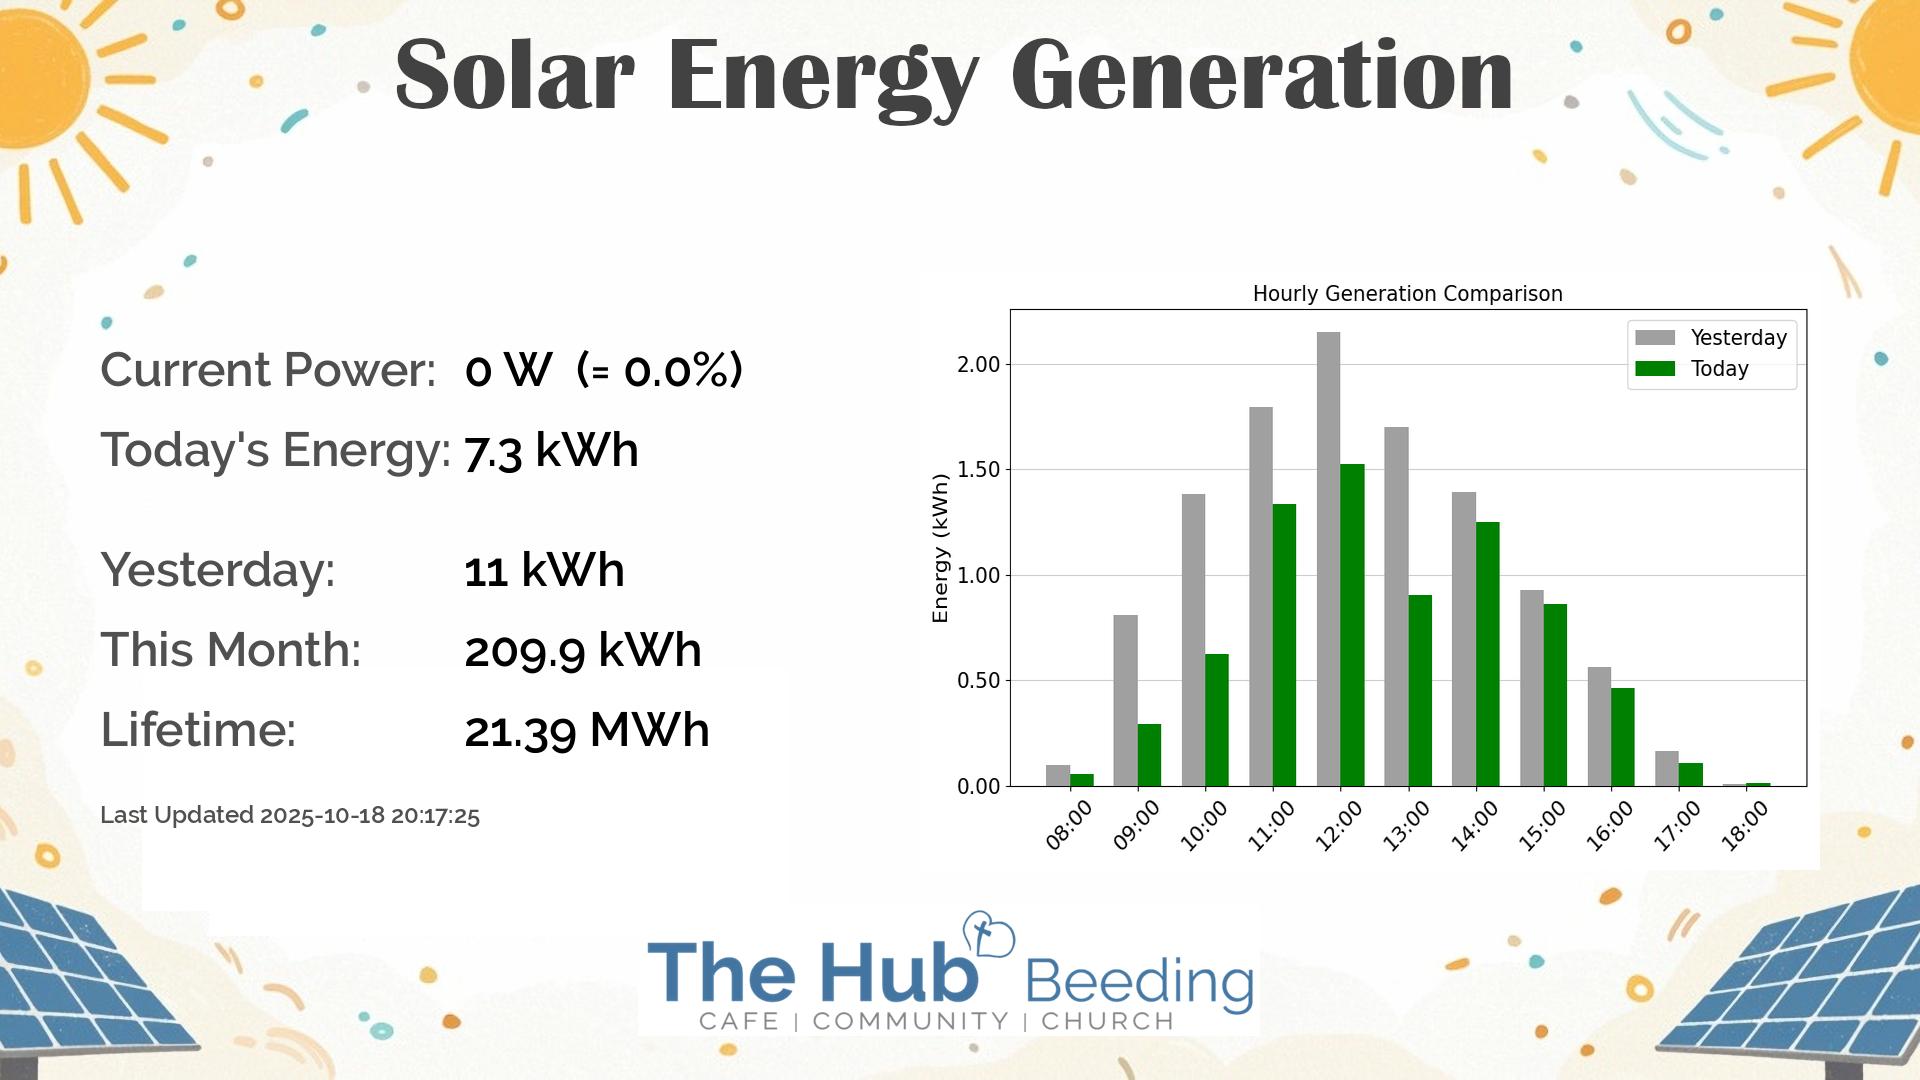 Solar Energy Generation
Current Power: 0 W (= 0.0%)
Today's Energy: 7.3 kWh
Yesterday: 11 kWh
This Month: 209.9 kWh
Lifetime: 21.39 MWh
Last Updated 2025-10-18 20:17:25
Hourly Generation Comparison
Yesterday
Today
Energy (kWh)
2.00
1.50
1.00
0.50
0.00
08:00 09:00 10:00 11:00 12:00 13:00 14:00 15:00 16:00 17:00 18:00
The Hub Beeding
CAFE | COMMUNITY | CHURCH